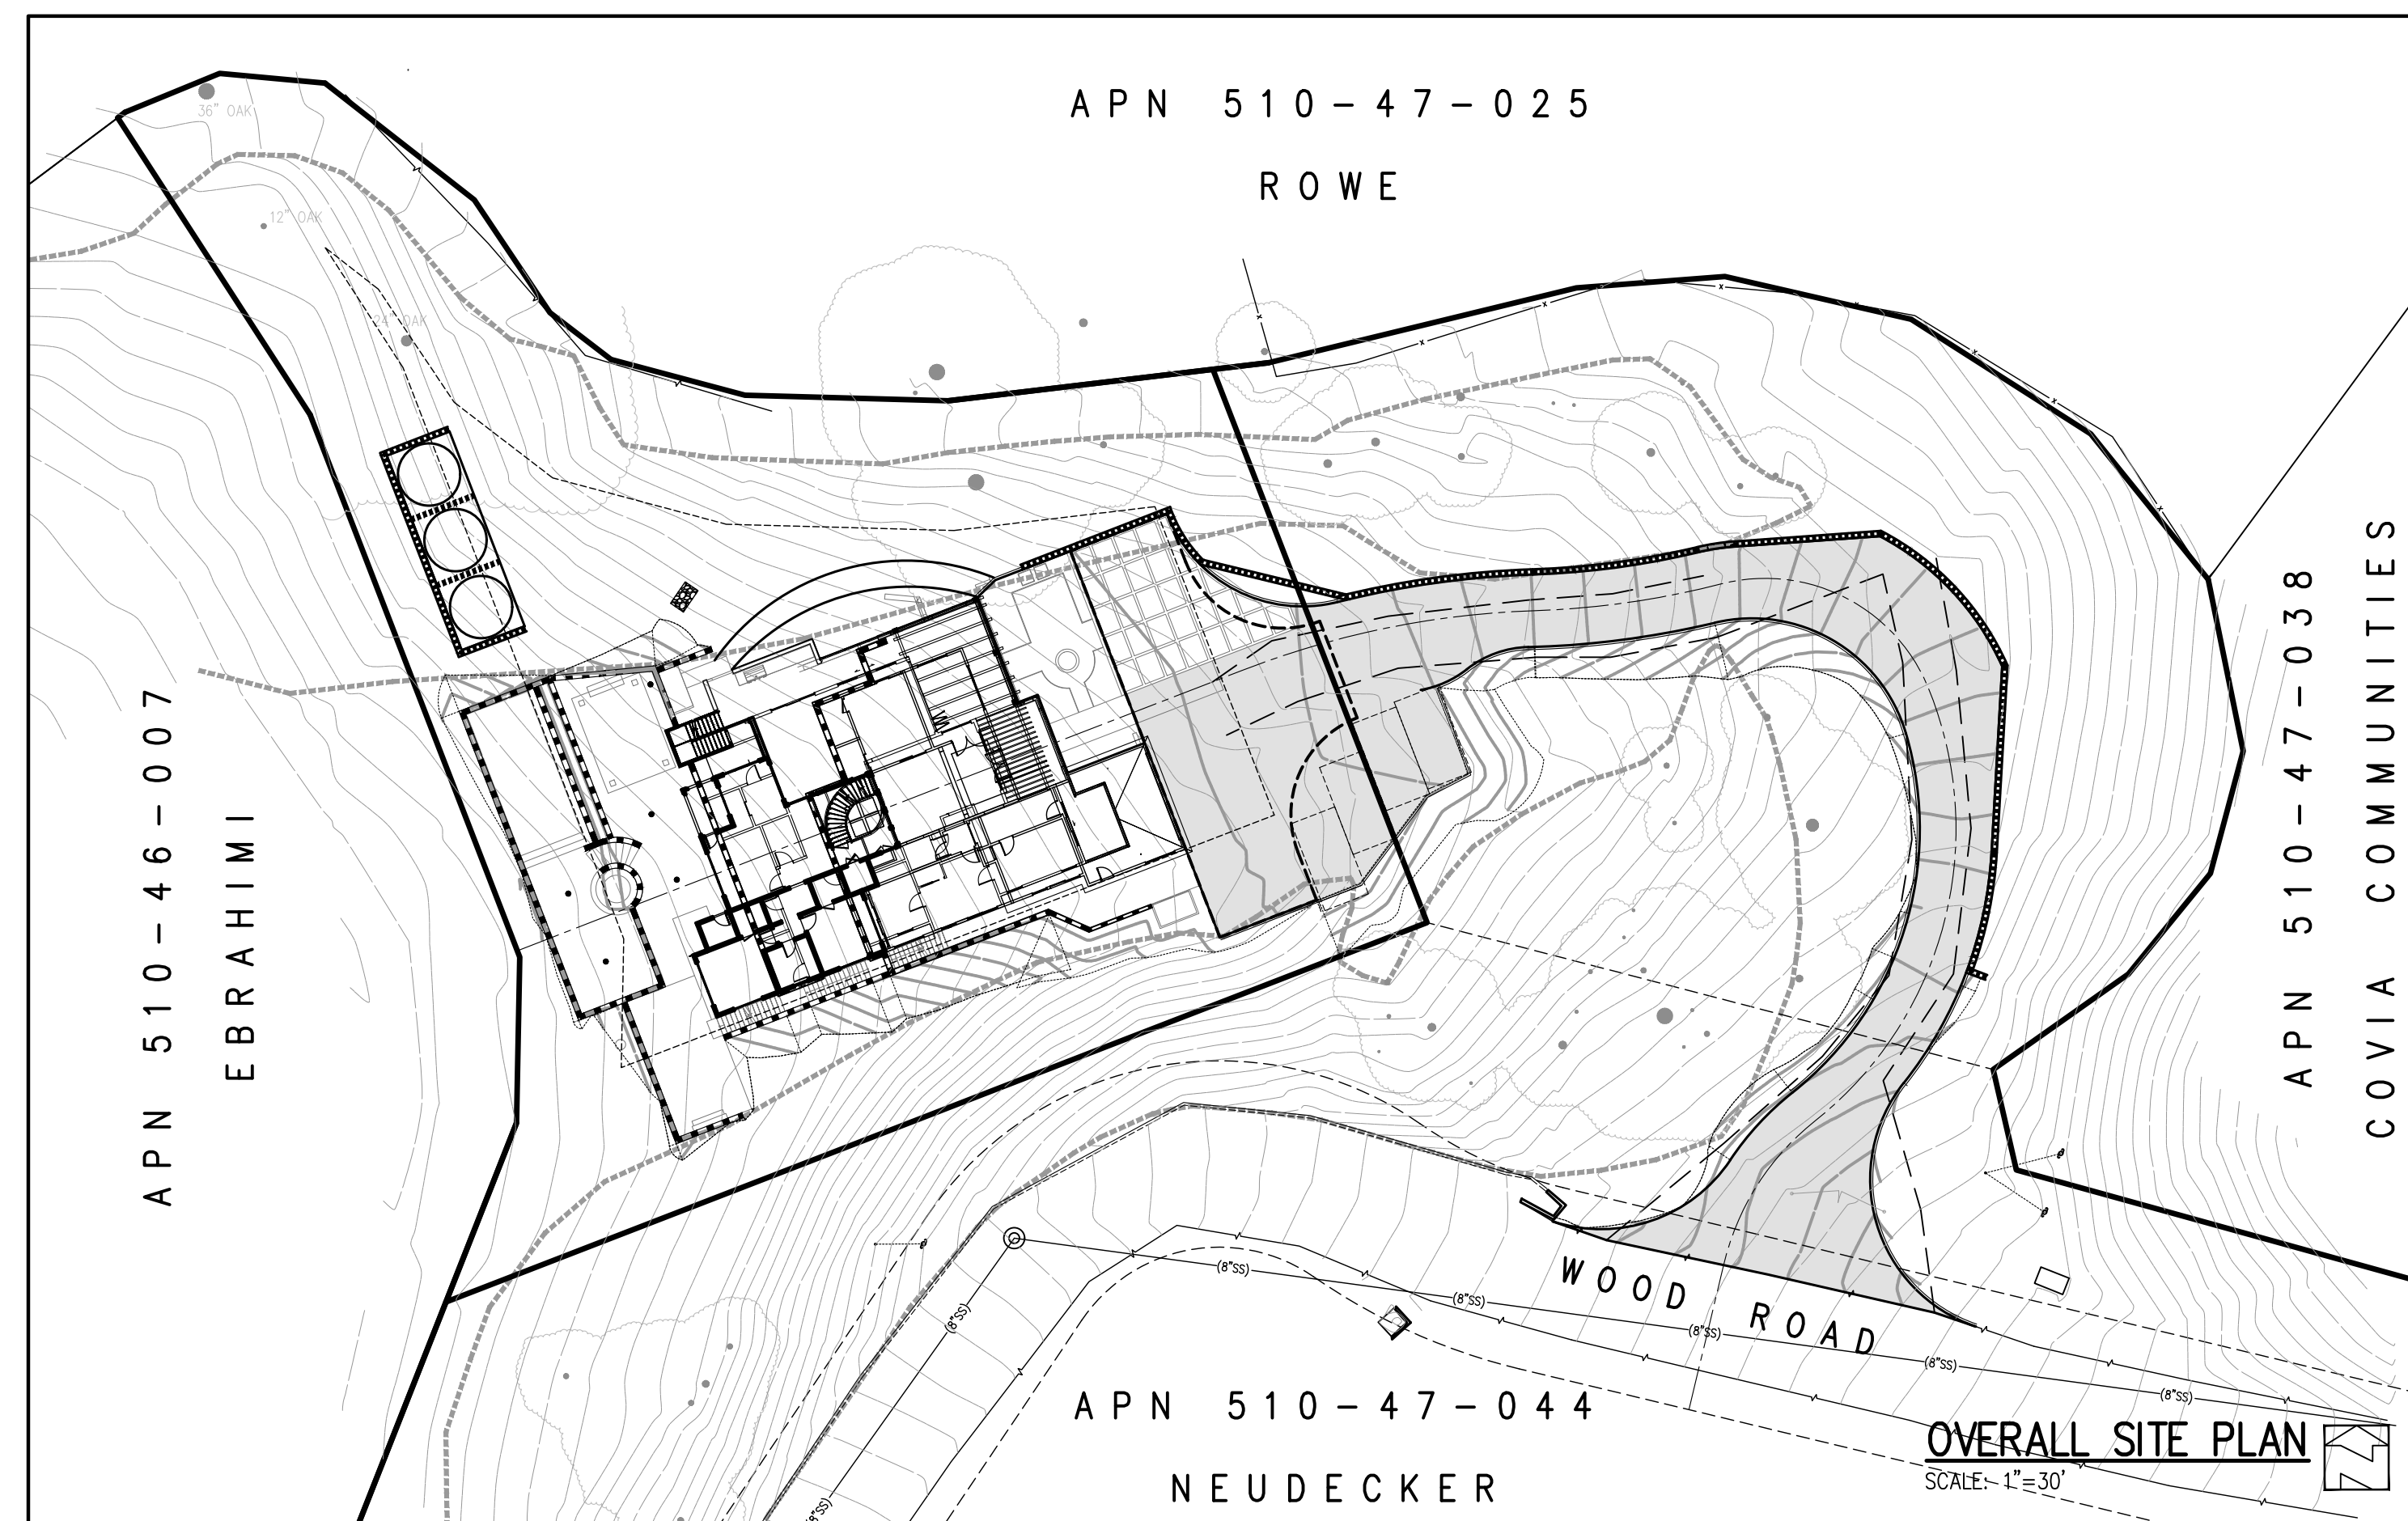 APN 510-47-025
ROWE
36" OAK
12" OAK
24" OAK
APN 510-46-007
EBRAHIMI
APN 510-47-038
COVIA COMMUNITIES
WOOD ROAD
(8"SS)
(8"SS)
(8"SS)
(8"SS)
(8"SS)
(8"SS)
(8"SS)
APN 510-47-044
NEUDECKER
OVERALL SITE PLAN
SCALE: 1"=30'